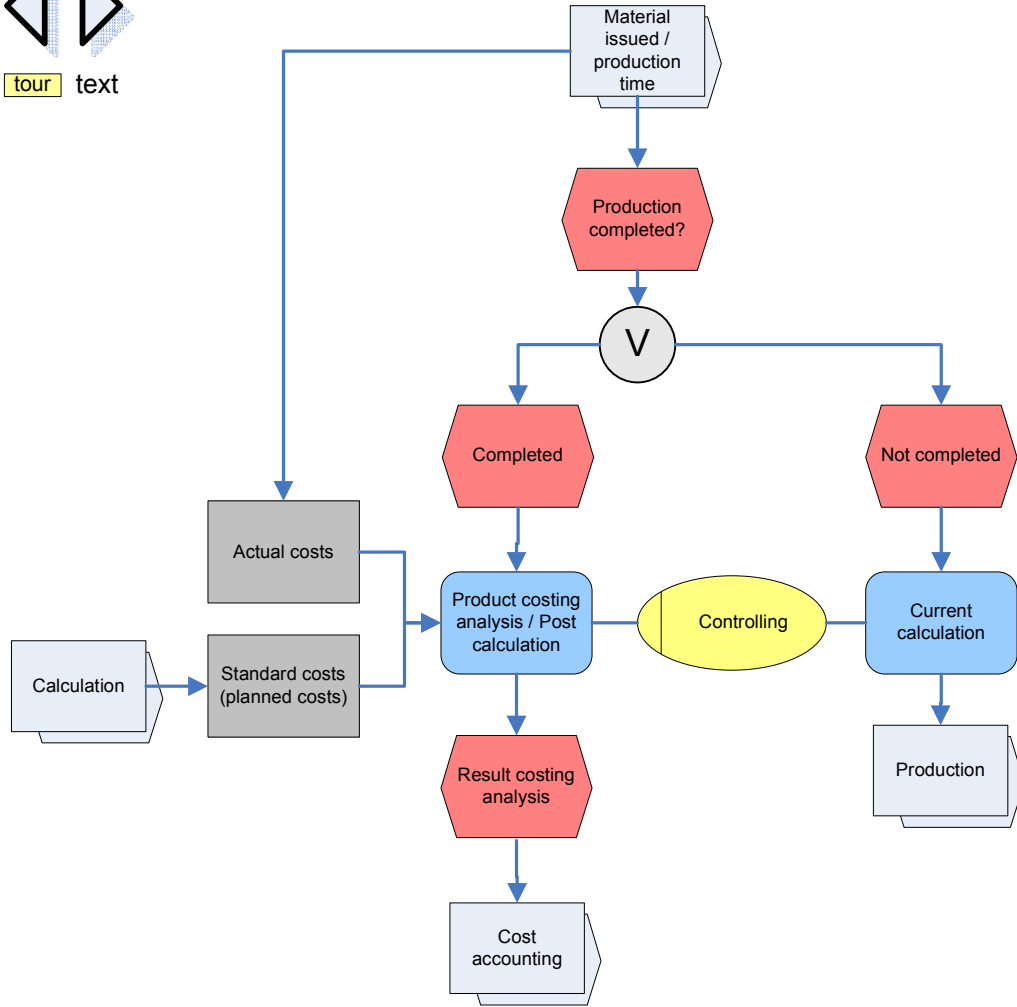 tour text
Material
issued /
production
time
Production
completed?
V
Completed
Not completed
Actual costs
Product costing
analysis / Post
calculation
Controlling
Current
calculation
Calculation
Standard costs
(planned costs)
Result costing
analysis
Production
Cost
accounting